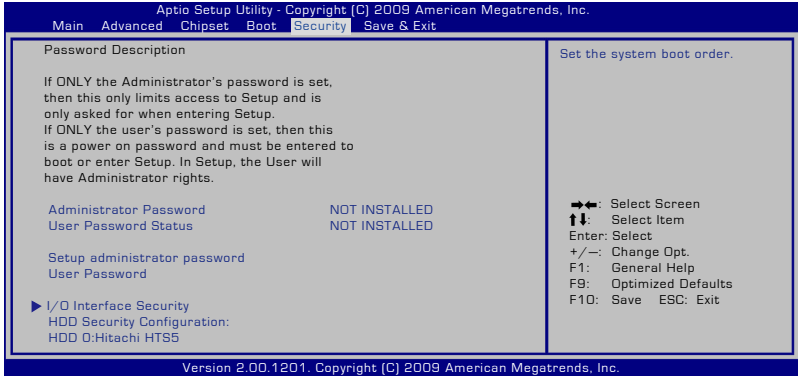 Aptio Setup Utility - Copyright (C) 2009 American Megatrends, Inc.
Main Advanced Chipset Boot Security Save & Exit
Password Description
If ONLY the Administrator's password is set,
then this only limits access to Setup and is
only asked for when entering Setup.
If ONLY the user's password is set, then this
is a power on password and must be entered to
boot or enter Setup. In Setup, the User will
have Administrator rights.
Administrator Password NOT INSTALLED
User Password Status NOT INSTALLED
Setup administrator password
User Password
I/O Interface Security
HDD Security Configuration:
HDD 0:Hitachi HTS5
Set the system boot order.
→←: Select Screen
↑↓: Select Item
Enter: Select
+/—: Change Opt.
F1: General Help
F9: Optimized Defaults
F10: Save ESC: Exit
Version 2.00.1201. Copyright (C) 2009 American Megatrends, Inc.